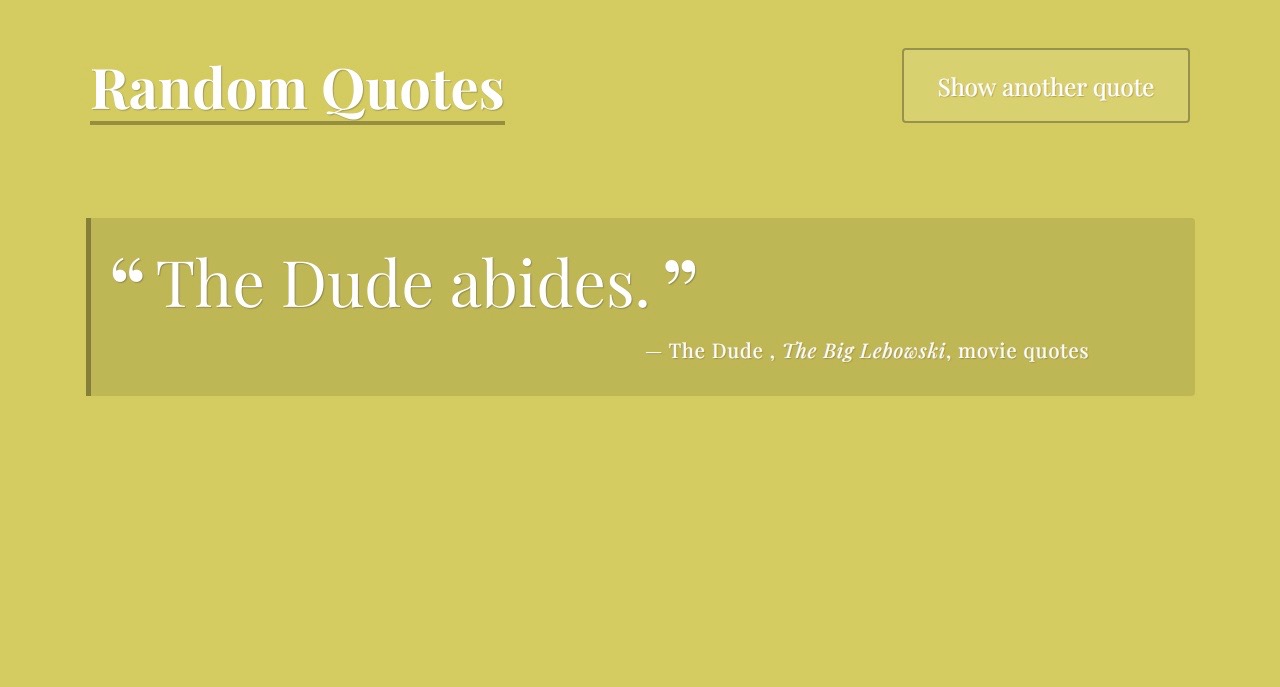 Random Quotes
Show another quote
“ The Dude abides. ”
— The Dude , The Big Lebowski, movie quotes